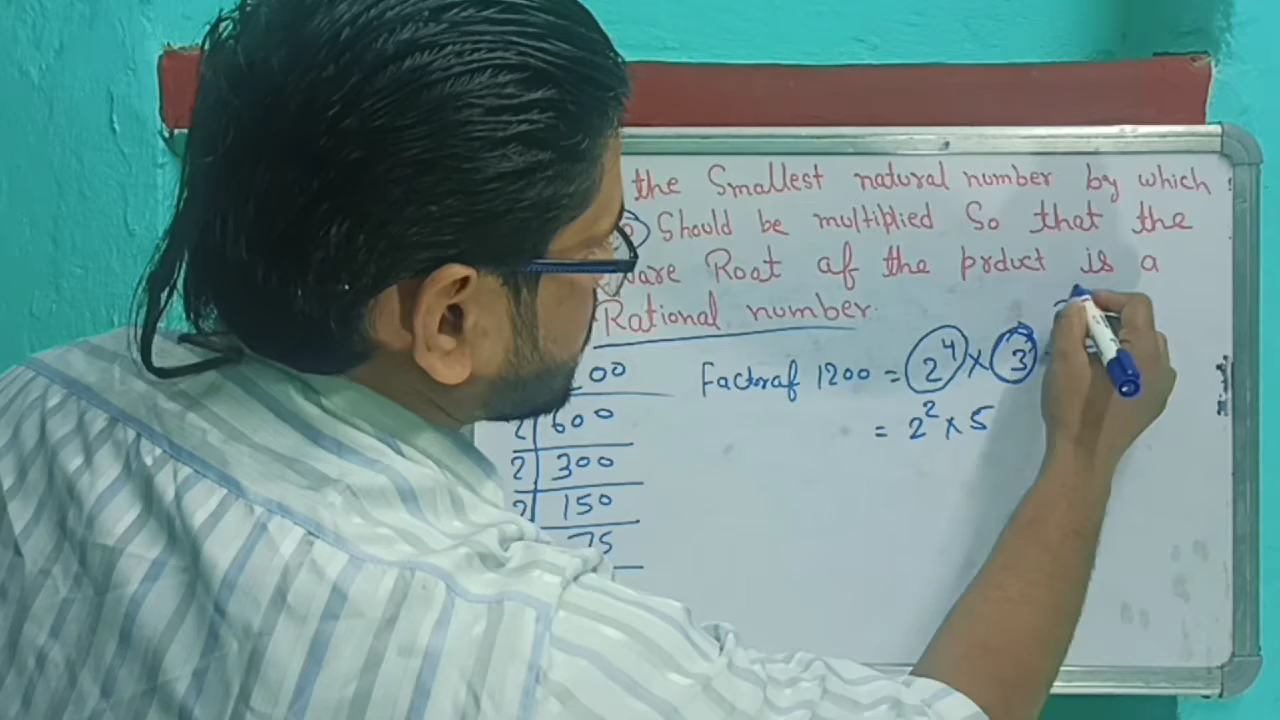 the Smallest natural number by which
Should be multiplied So that the
Root of the prduct is a
Rational number.
Factor of 1200 = 2⁴ × 3
= 2² × 5
00
2 600
2 300
2 150
75